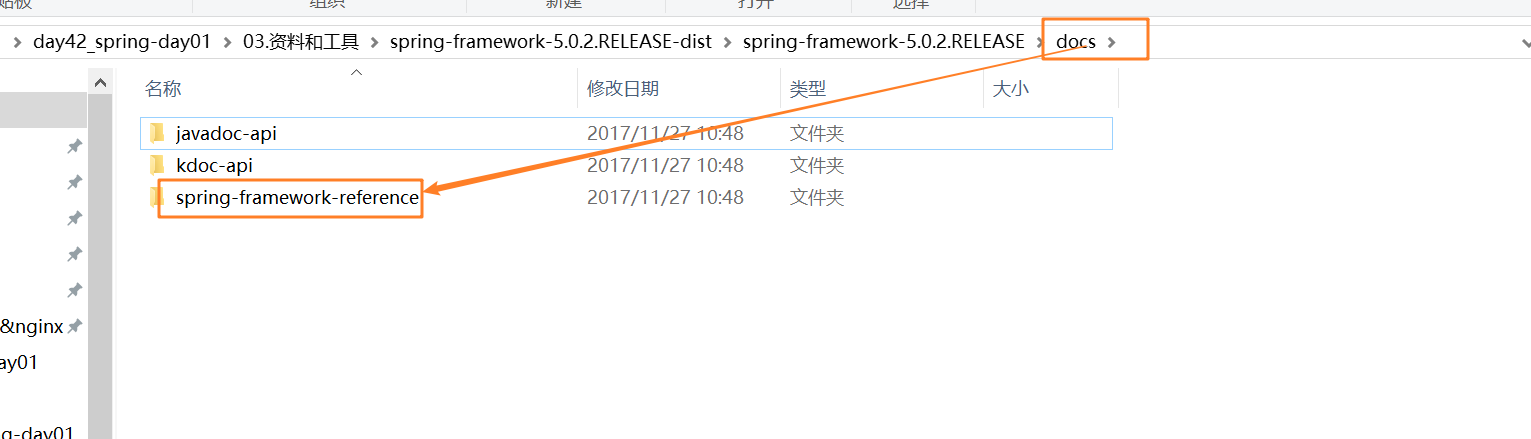 组织 新建 打开 选择
day42_spring-day01 03.资料和工具 spring-framework-5.0.2.RELEASE-dist spring-framework-5.0.2.RELEASE docs
名称 修改日期 类型 大小
javadoc-api 2017/11/27 10:48 文件夹
kdoc-api 2017/11/27 10:48 文件夹
spring-framework-reference 2017/11/27 10:48 文件夹
&nginx
ay01
ng-day01